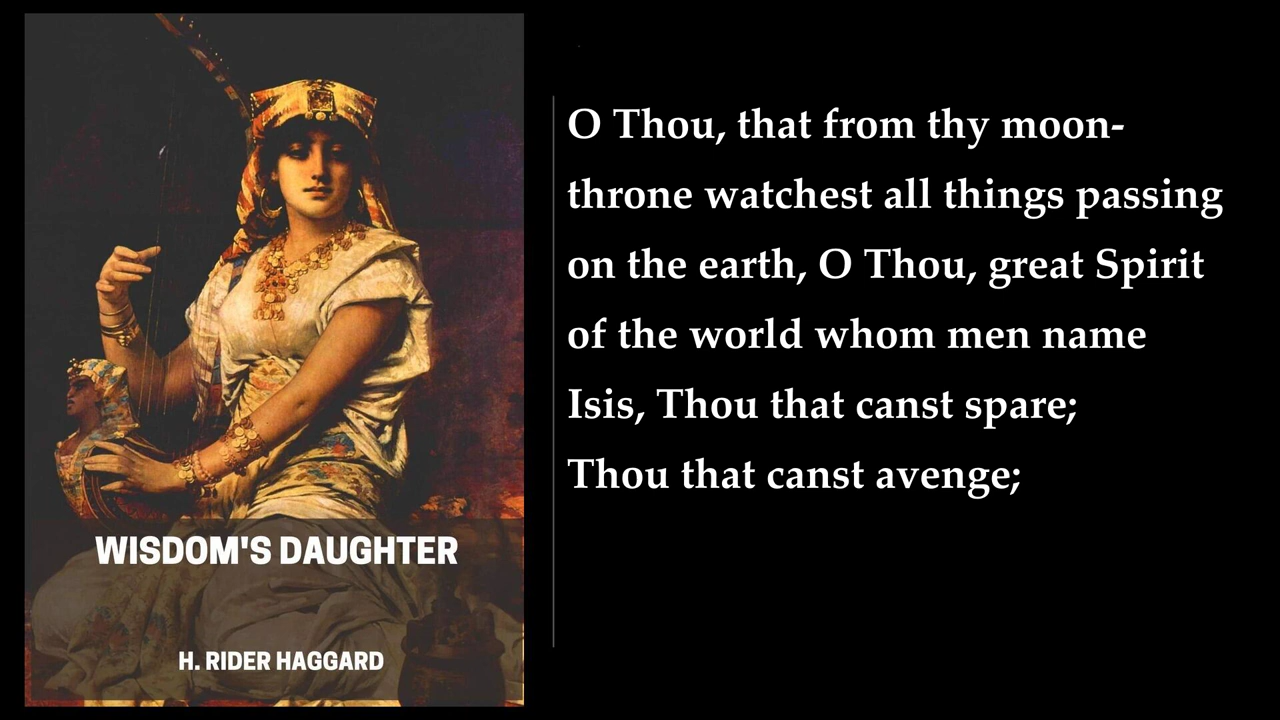 WISDOM'S DAUGHTER
H. RIDER HAGGARD
O Thou, that from thy moon-
throne watchest all things passing
on the earth, O Thou, great Spirit
of the world whom men name
Isis, Thou that canst spare;
Thou that canst avenge;